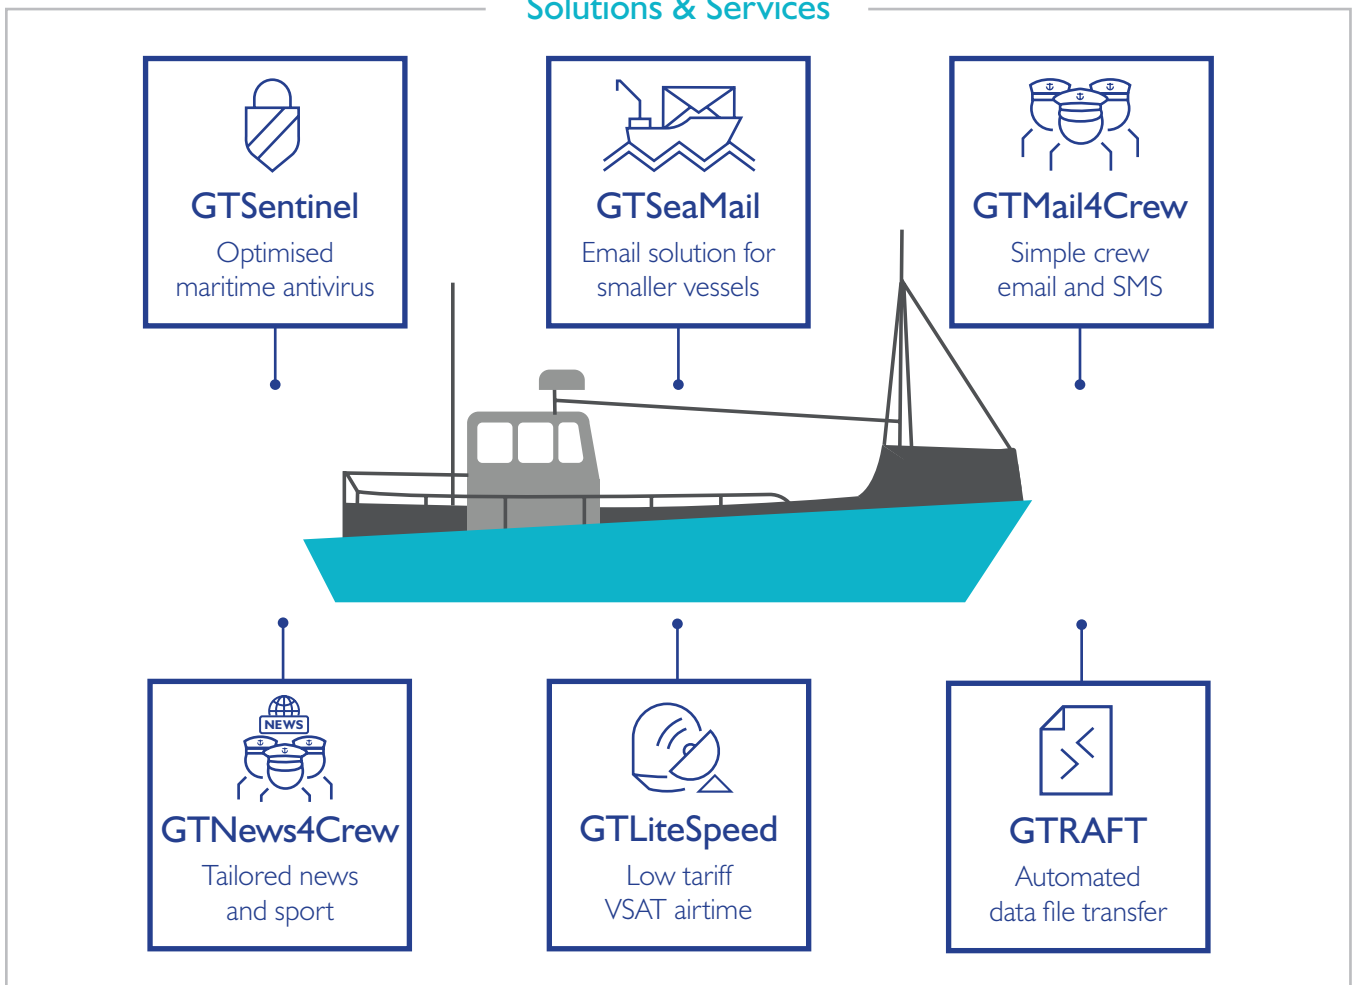 Solutions & Services
GTSentinel
Optimised
maritime antivirus
GTSeaMail
Email solution for
smaller vessels
GTMail4Crew
Simple crew
email and SMS
NEWS
GTNews4Crew
Tailored news
and sport
GTLiteSpeed
Low tariff
VSAT airtime
GTRAFT
Automated
data file transfer